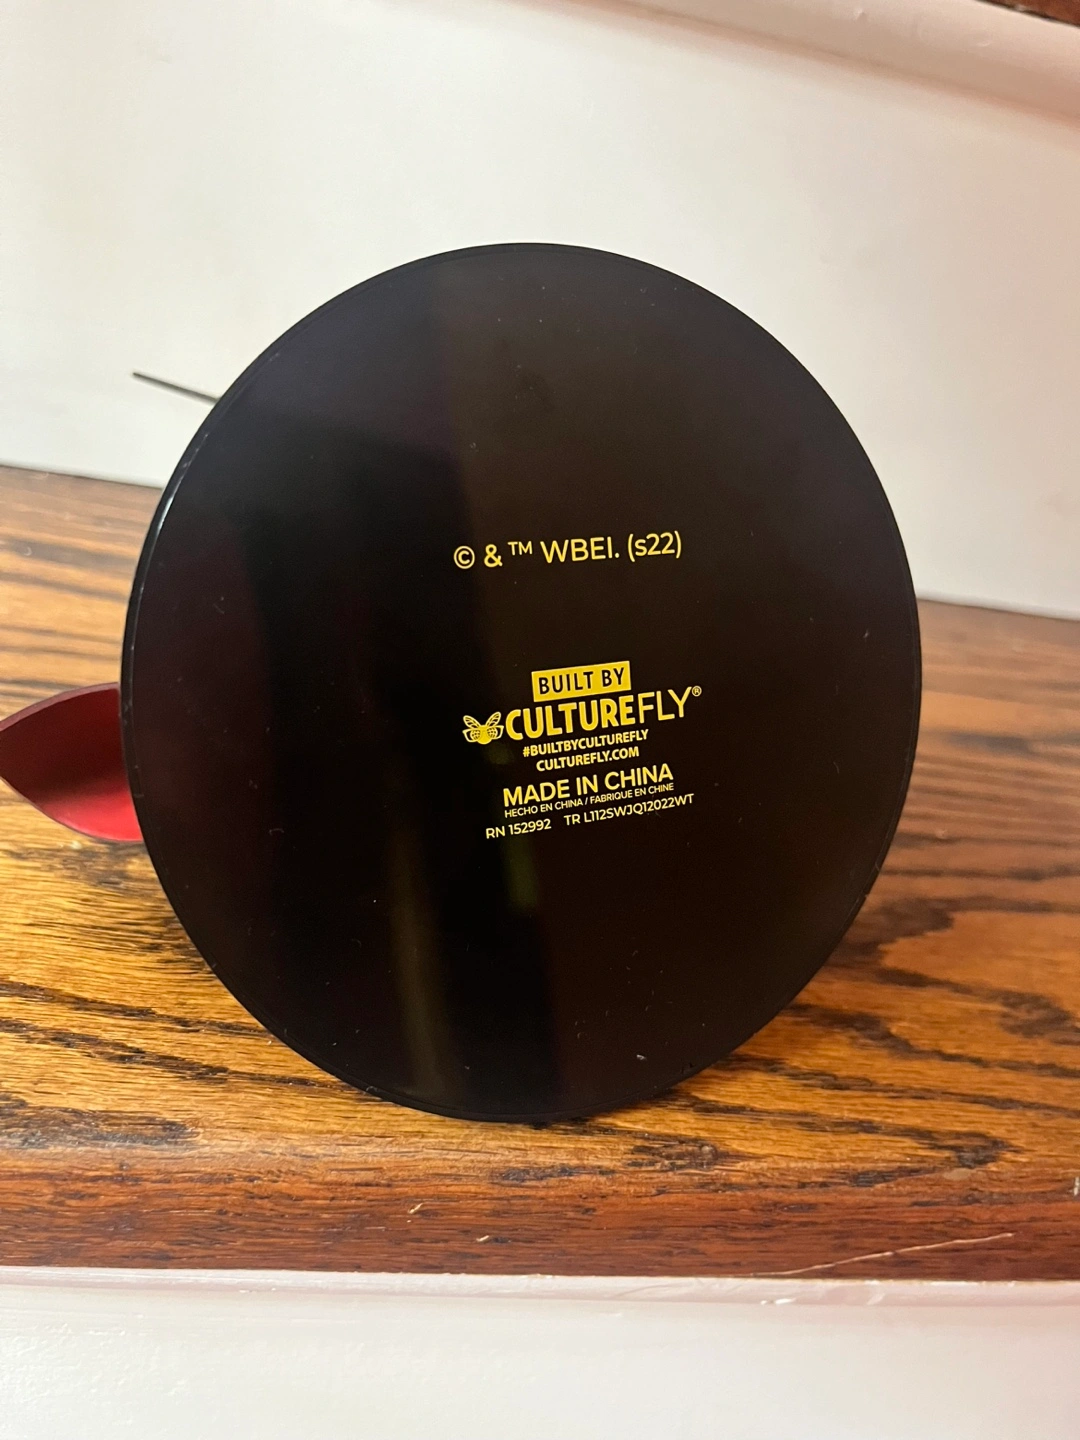 © & ™ WBEI. (s22)
BUILT BY
CULTUREFLY®
#BUILTBYCULTUREFLY
CULTUREFLY.COM
MADE IN CHINA
HECHO EN CHINA / FABRIQUE EN CHINE
RN 152992 TR L112SWJQ12022WT